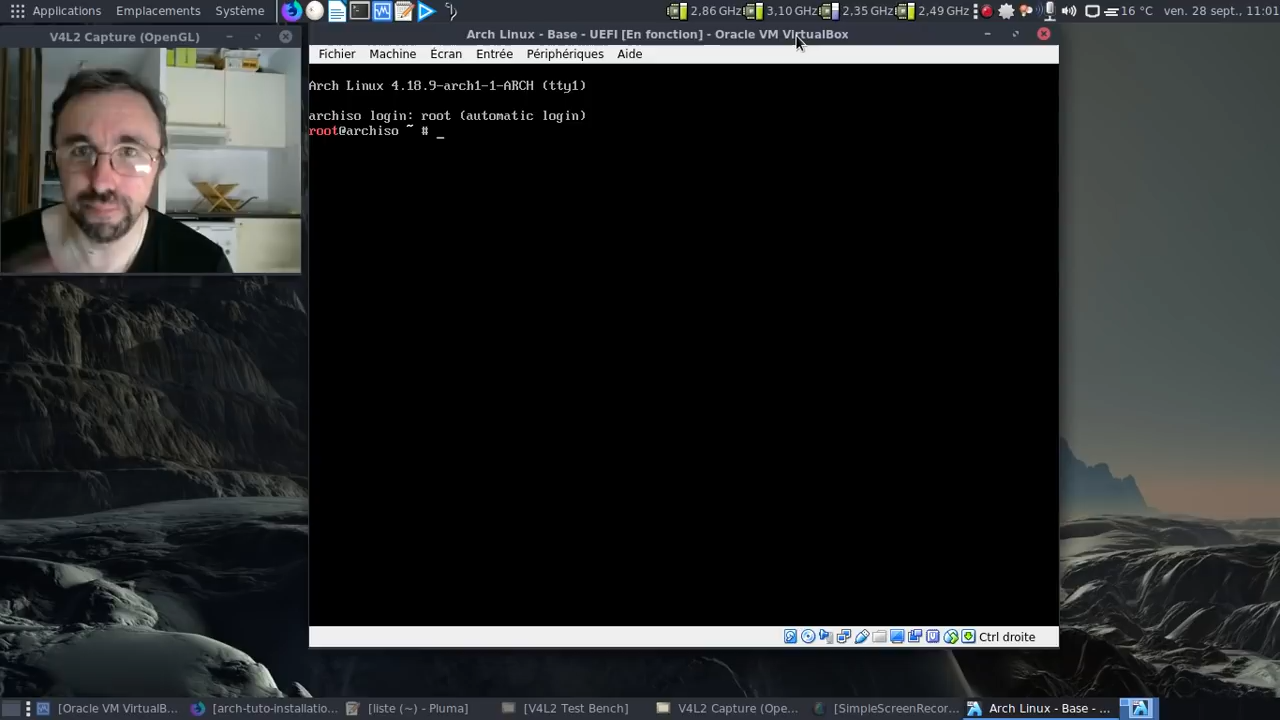 Applications Emplacements Système 2,86 GHz 3,10 GHz 2,35 GHz 2,49 GHz 16 °C ven. 28 sept., 11:01
V4L2 Capture (OpenGL)
Arch Linux - Base - UEFI [En fonction] - Oracle VM VirtualBox
Fichier Machine Écran Entrée Périphériques Aide
Arch Linux 4.18.9-arch1-1-ARCH (tty1)
archiso login: root (automatic login)
root@archiso ~ # _
Ctrl droite
[Oracle VM VirtualB... [arch-tuto-installatio... [liste (~) - Pluma] [V4L2 Test Bench] V4L2 Capture (Ope... [SimpleScreenRecor... Arch Linux - Base - ...